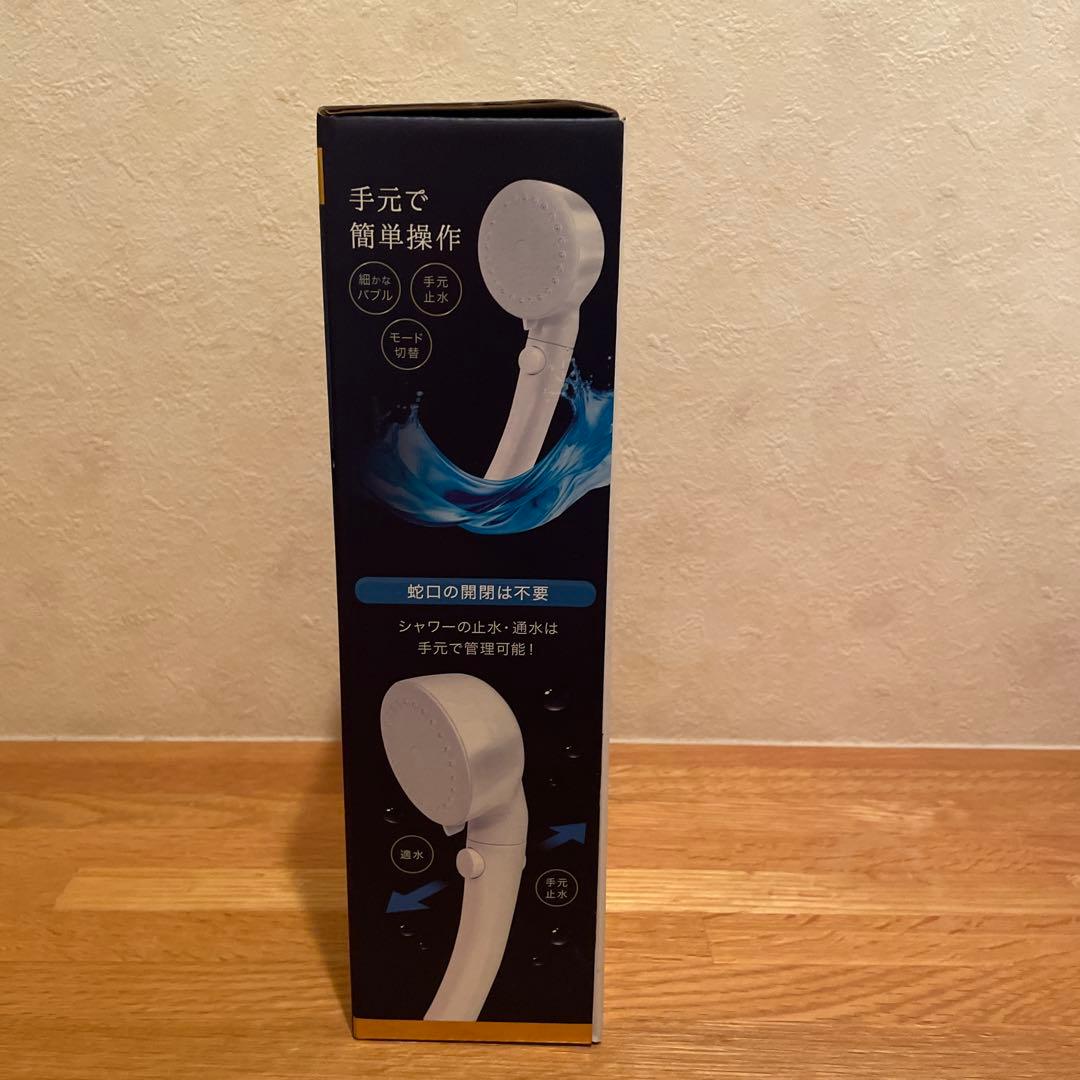 手元で
簡単操作
細かな
バブル
手元
止水
モード
切替
蛇口の開閉は不要
シャワーの止水・通水は
手元で管理可能！
適水
手元
止水